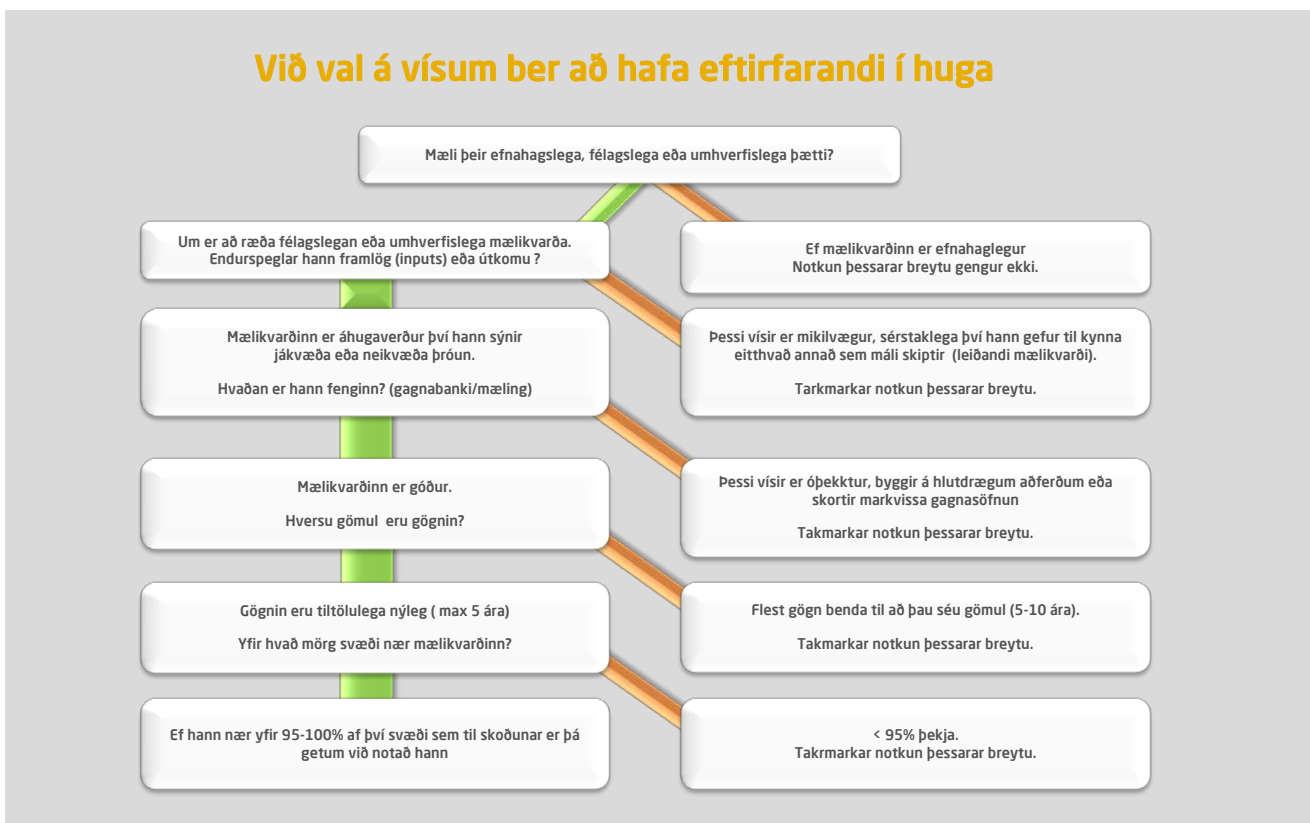 Við val á vísum ber að hafa eftirfarandi í huga
Mæli þeir efnahagslega, félagslega eða umhverfislega þætti?
Um er að ræða félagslegan eða umhverfislega mælikvarða.
Endurspeglar hann framlög (inputs) eða útkomu ?
Ef mælikvarðinn er efnahaglegur
Notkun þessarar breytu gengur ekki.
Mælikvarðinn er áhugaverður því hann sýnir
jákvæða eða neikvæða þróun.
Hvaðan er hann fenginn? (gagnabanki/mæling)
Þessi vísir er mikilvægur, sérstaklega því hann gefur til kynna
eitthvað annað sem máli skiptir (leiðandi mælikvarði).
Tarkmarkar notkun þessarar breytu.
Mælikvarðinn er góður.
Hversu gömul eru gögnin?
Þessi vísir er óþekktur, byggir á hlutdrægum aðferðum eða
skortir markvissa gagnasöfnun
Takmarkar notkun þessarar breytu.
Gögnin eru tiltölulega nýleg ( max 5 ára)
Yfir hvað mörg svæði nær mælikvarðinn?
Flest gögn benda til að þau séu gömul (5-10 ára).
Takmarkar notkun þessarar breytu.
Ef hann nær yfir 95-100% af því svæði sem til skoðunar er þá
getum við notað hann
< 95% þekja.
Takrmarkar notkun þessarar breytu.